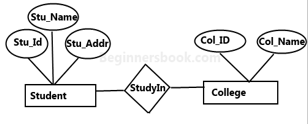 Stu_Name
Stu_Id
Stu_Addr
Col_ID
Col_Name
Beginnersbook.com
Student
StudyIn
College